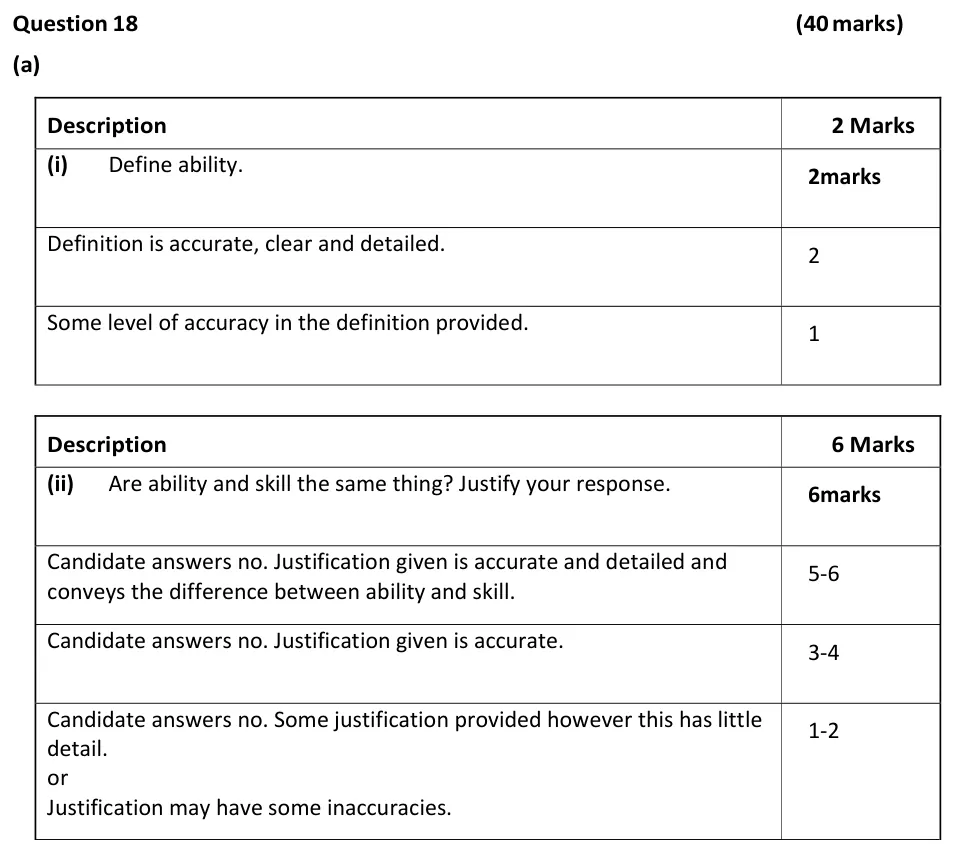 Question 18 (40 marks)
(a)
Description 2 Marks
(i) Define ability. 2marks
Definition is accurate, clear and detailed. 2
Some level of accuracy in the definition provided. 1
Description 6 Marks
(ii) Are ability and skill the same thing? Justify your response. 6marks
Candidate answers no. Justification given is accurate and detailed and
conveys the difference between ability and skill. 5-6
Candidate answers no. Justification given is accurate. 3-4
Candidate answers no. Some justification provided however this has little
detail. 1-2
or
Justification may have some inaccuracies.